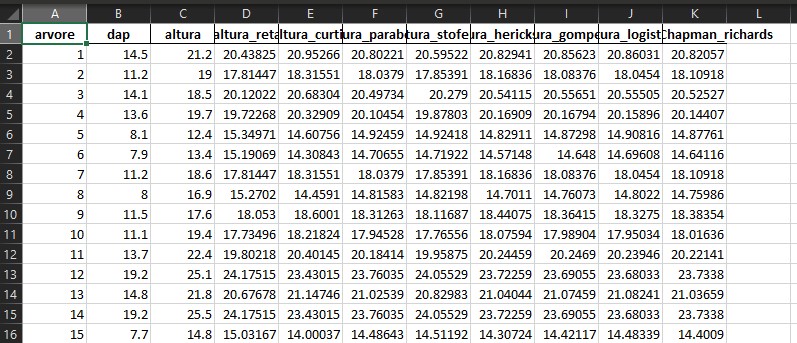 A B C D E F G H I J K L
1 arvore dap altura
2 1 14.5 21.2 20.43825 20.95266 20.80221 20.59522 20.82941 20.85623 20.86031 20.82057
3 2 11.2 19 17.81447 18.31551 18.0379 17.85391 18.16836 18.08376 18.0454 18.10918
4 3 14.1 18.5 20.12022 20.68304 20.49734 20.279 20.54115 20.55651 20.55505 20.52527
5 4 13.6 19.7 19.72268 20.32909 20.10454 19.87803 20.16909 20.16794 20.15896 20.14407
6 5 8.1 12.4 15.34971 14.60756 14.92459 14.92418 14.82911 14.87298 14.90816 14.87761
7 6 7.9 13.4 15.19069 14.30843 14.70655 14.71922 14.57148 14.648 14.69608 14.64116
8 7 11.2 18.6 17.81447 18.31551 18.0379 17.85391 18.16836 18.08376 18.0454 18.10918
9 8 8 16.9 15.2702 14.4591 14.81583 14.82198 14.7011 14.76073 14.8022 14.75986
10 9 11.5 17.6 18.053 18.6001 18.31263 18.11687 18.44075 18.36415 18.3275 18.38354
11 10 11.1 19.4 17.73496 18.21824 17.94528 17.76556 18.07594 17.98904 17.95034 18.01636
12 11 13.7 22.4 19.80218 20.40145 20.18414 19.95875 20.24459 20.2469 20.23946 20.22141
13 12 19.2 25.1 24.17515 23.43015 23.76035 24.05529 23.72259 23.69055 23.68033 23.7338
14 13 14.8 21.8 20.67678 21.14746 21.02539 20.82983 21.04044 21.07459 21.08241 21.03659
15 14 19.2 25.5 24.17515 23.43015 23.76035 24.05529 23.72259 23.69055 23.68033 23.7338
16 15 7.7 14.8 15.03167 14.00037 14.48643 14.51192 14.30724 14.42117 14.48339 14.4009